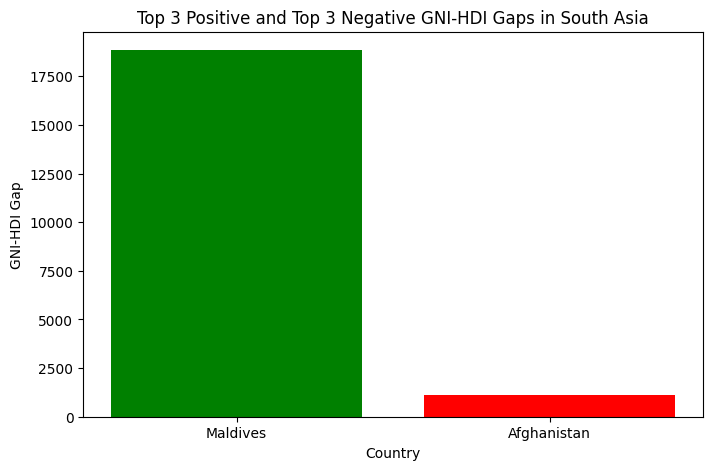 Top 3 Positive and Top 3 Negative GNI-HDI Gaps in South Asia
GNI-HDI Gap
17500
15000
12500
10000
7500
5000
2500
0
Maldives
Afghanistan
Country